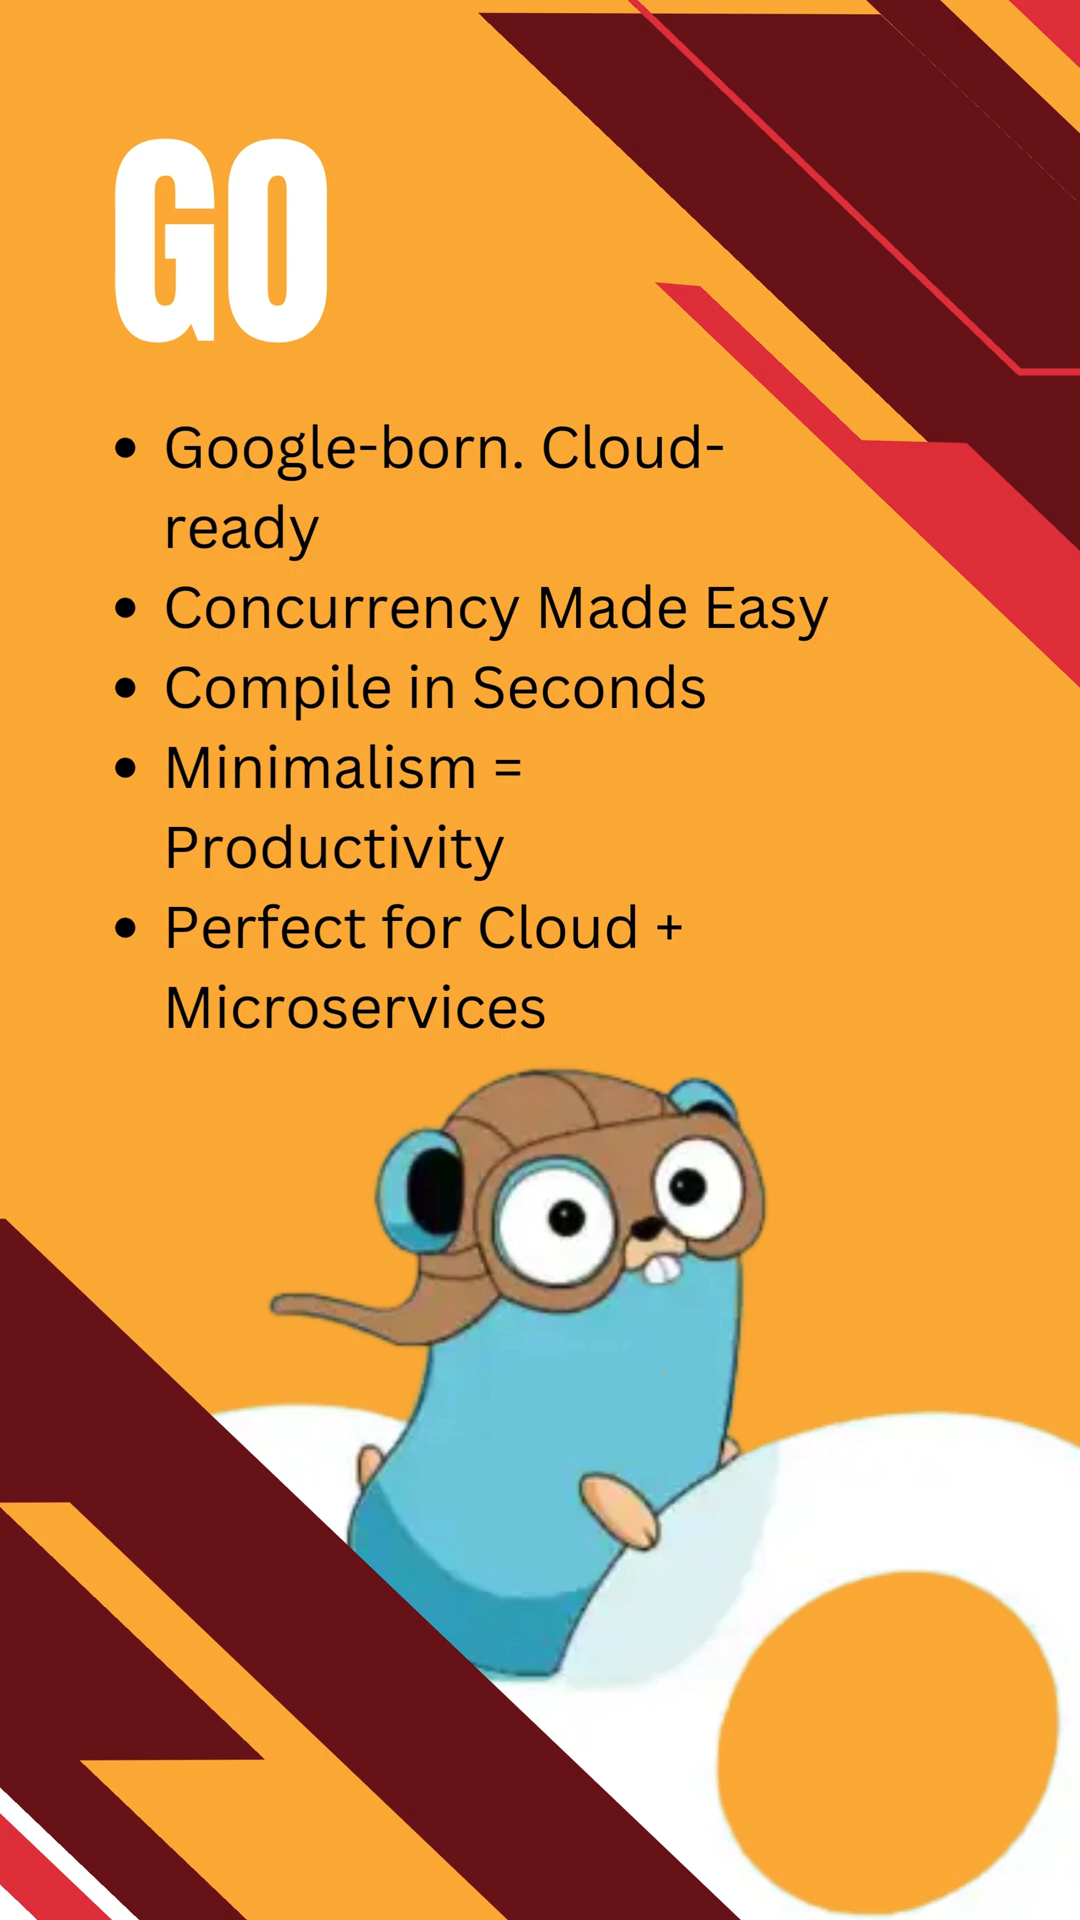 GO
• Google-born. Cloud-
ready
• Concurrency Made Easy
• Compile in Seconds
• Minimalism =
Productivity
• Perfect for Cloud +
Microservices